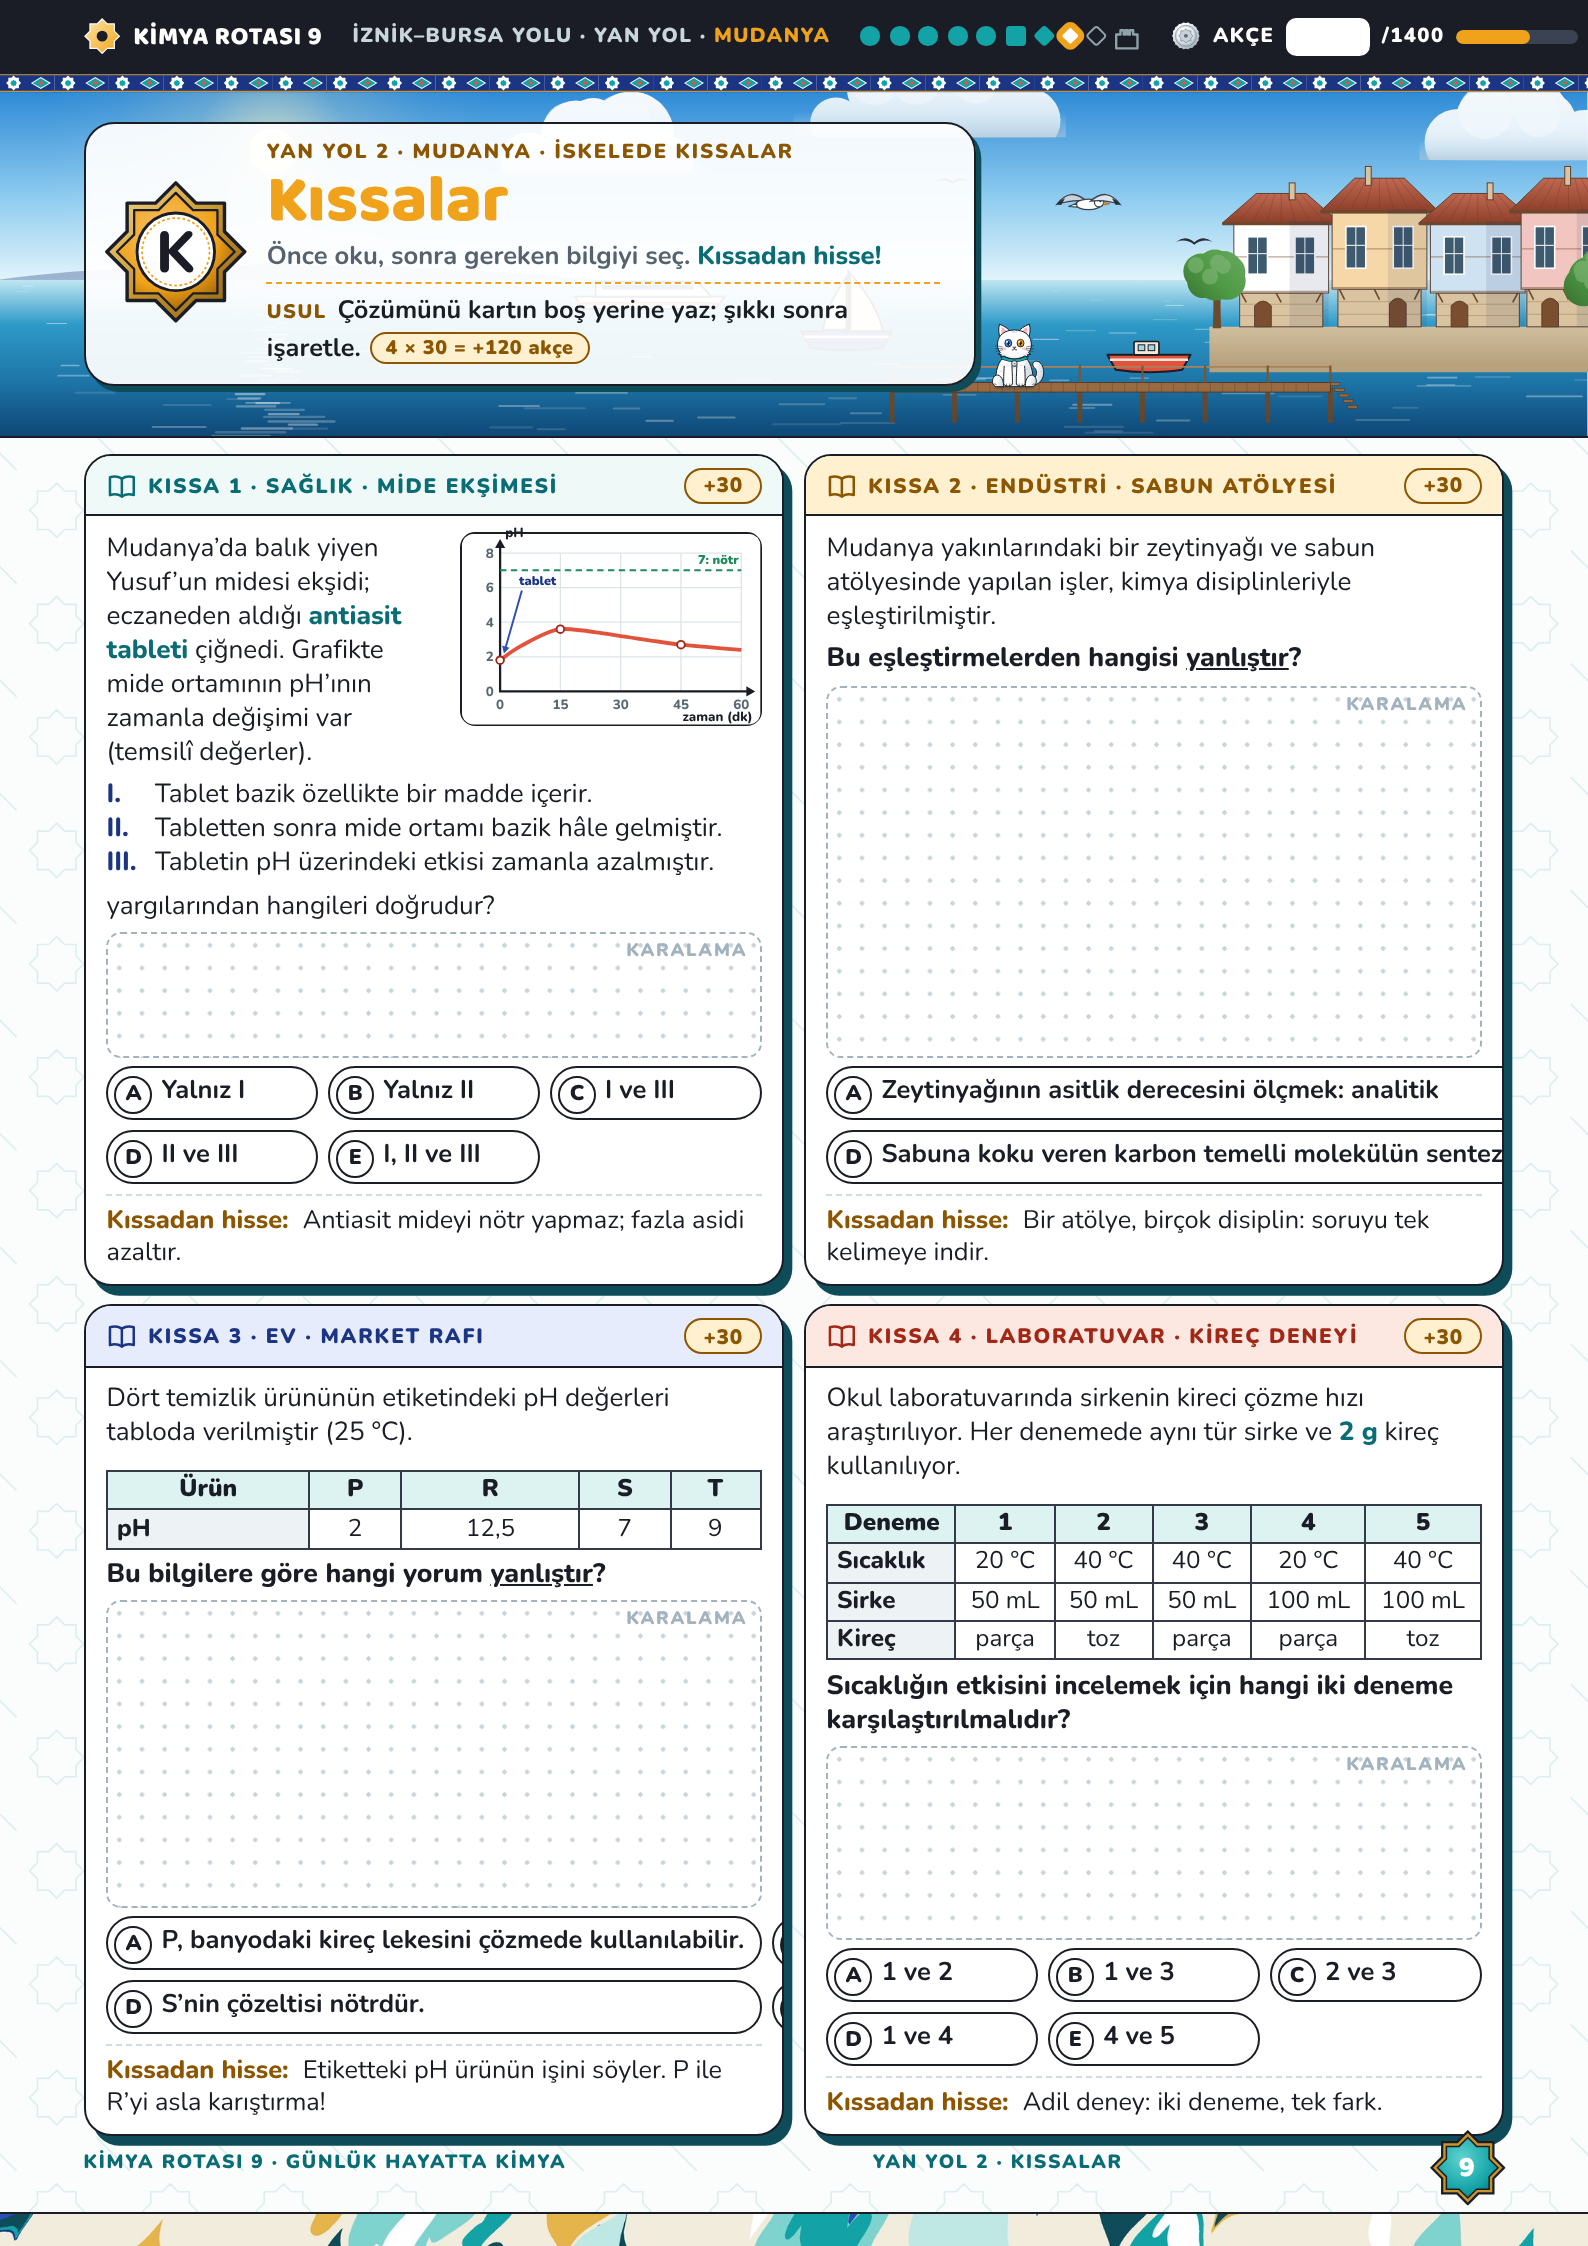 KİMYA ROTASI 9 İZNİK–BURSA YOLU · YAN YOL · MUDANYA AKÇE /1400
YAN YOL 2 · MUDANYA · İSKELEDE KISSALAR
Kıssalar
K
Önce oku, sonra gereken bilgiyi seç. Kıssadan hisse!
USUL Çözümünü kartın boş yerine yaz; şıkkı sonra
işaretle. 4 × 30 = +120 akçe
KISSA 1 · SAĞLIK · MİDE EKŞİMESİ +30
Mudanya’da balık yiyen
Yusuf’un midesi ekşidi;
eczaneden aldığı antiasit
tableti çiğnedi. Grafikte
mide ortamının pH’ının
zamanla değişimi var
(temsilî değerler).
pH
8
7: nötr
6
tablet
4
2
0
0 15 30 45 60
zaman (dk)
I. Tablet bazik özellikte bir madde içerir.
II. Tabletten sonra mide ortamı bazik hâle gelmiştir.
III. Tabletin pH üzerindeki etkisi zamanla azalmıştır.
yargılarından hangileri doğrudur?
KARALAMA
A Yalnız I B Yalnız II C I ve III
D II ve III E I, II ve III
Kıssadan hisse: Antiasit mideyi nötr yapmaz; fazla asidi
azaltır.
KISSA 2 · ENDÜSTRİ · SABUN ATÖLYESİ +30
Mudanya yakınlarındaki bir zeytinyağı ve sabun
atölyesinde yapılan işler, kimya disiplinleriyle
eşleştirilmiştir.
Bu eşleştirmelerden hangisi yanlıştır?
KARALAMA
A Zeytinyağının asitlik derecesini ölçmek: analitik
D Sabuna koku veren karbon temelli molekülün sentez
Kıssadan hisse: Bir atölye, birçok disiplin: soruyu tek
kelimeye indir.
KISSA 3 · EV · MARKET RAFI +30
Dört temizlik ürününün etiketindeki pH değerleri
tabloda verilmiştir (25 °C).
Ürün P R S T
pH 2 12,5 7 9
Bu bilgilere göre hangi yorum yanlıştır?
KARALAMA
A P, banyodaki kireç lekesini çözmede kullanılabilir.
D S’nin çözeltisi nötrdür.
Kıssadan hisse: Etiketteki pH ürünün işini söyler. P ile
R’yi asla karıştırma!
KISSA 4 · LABORATUVAR · KİREÇ DENEYİ +30
Okul laboratuvarında sirkenin kireci çözme hızı
araştırılıyor. Her denemede aynı tür sirke ve 2 g kireç
kullanılıyor.
Deneme 1 2 3 4 5
Sıcaklık 20 °C 40 °C 40 °C 20 °C 40 °C
Sirke 50 mL 50 mL 50 mL 100 mL 100 mL
Kireç parça toz parça parça toz
Sıcaklığın etkisini incelemek için hangi iki deneme
karşılaştırılmalıdır?
KARALAMA
A 1 ve 2 B 1 ve 3 C 2 ve 3
D 1 ve 4 E 4 ve 5
Kıssadan hisse: Adil deney: iki deneme, tek fark.
KİMYA ROTASI 9 · GÜNLÜK HAYATTA KİMYA YAN YOL 2 · KISSALAR 9